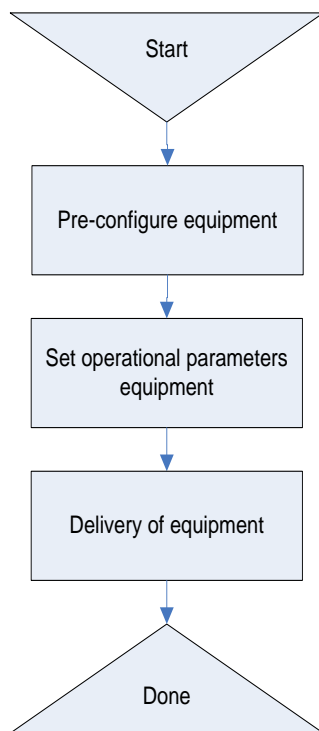 Start
Pre-configure equipment
Set operational parameters
equipment
Delivery of equipment
Done